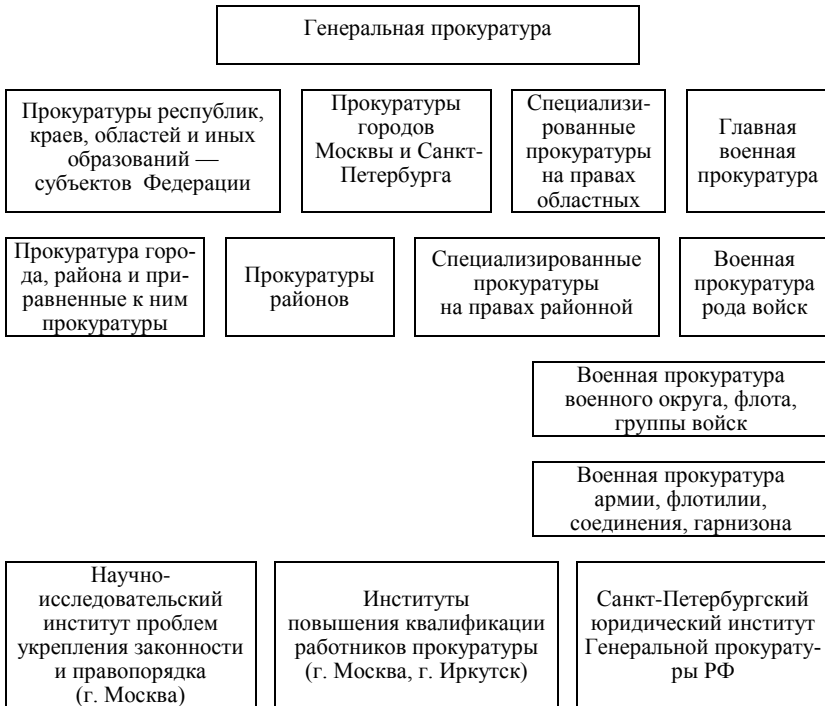 Генеральная прокуратура
Прокуратуры республик,
краев, областей и иных
образований —
субъектов Федерации
Прокуратуры
городов
Москвы и Санкт-
Петербурга
Специализи-
рованные
прокуратуры
на правах
областных
Главная
военная
прокуратура
Прокуратура горо-
да, района и при-
равненные к ним
прокуратуры
Прокуратуры
районов
Специализированные
прокуратуры
на правах районной
Военная
прокуратура
рода войск
Военная прокуратура
военного округа, флота,
группы войск
Военная прокуратура
армии, флотилии,
соединения, гарнизона
Научно-
исследовательский
институт проблем
укрепления законности
и правопорядка
(г. Москва)
Институты
повышения квалификации
работников прокуратуры
(г. Москва, г. Иркутск)
Санкт-Петербургский
юридический институт
Генеральной прокурату-
ры РФ